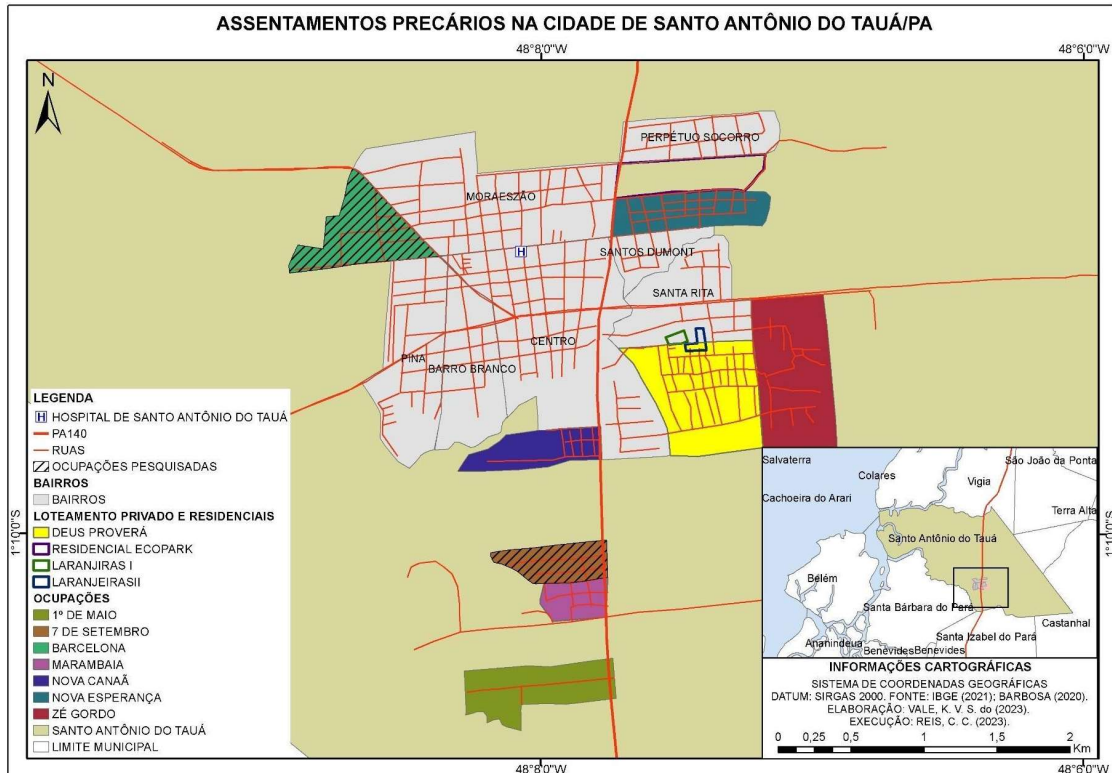 ASSENTAMENTOS PRECÁRIOS NA CIDADE DE SANTO ANTÔNIO DO TAUÁ/PA
48°8'0"W
48°6'0"W
N
PERPÉTUO SOCORRO
MORAESZÃO
H
SANTOS DUMONT
SANTA RITA
CENTRO
PINA
BARRO BRANCO
1°10'0"S
1°10'0"S
LEGENDA
H HOSPITAL DE SANTO ANTÔNIO DO TAUÁ
PA140
RUAS
OCUPAÇÕES PESQUISADAS
BAIRROS
BAIRROS
LOTEAMENTO PRIVADO E RESIDENCIAIS
DEUS PROVERÁ
RESIDENCIAL ECOPARK
LARANJIRAS I
LARANJEIRASII
OCUPAÇÕES
1º DE MAIO
7 DE SETEMBRO
BARCELONA
MARAMBAIA
NOVA CANAÃ
NOVA ESPERANÇA
ZÉ GORDO
SANTO ANTÔNIO DO TAUÁ
LIMITE MUNICIPAL
Salvaterra
São João da Ponta
Colares
Vigia
Cachoeira do Arari
Terra Alta
Santo Antônio do Tauá
Belém
Santa Bárbara do Pará
Castanhal
Santa Izabel do Pará
Ananindeua
Benevides
Benevides
INFORMAÇÕES CARTOGRÁFICAS
SISTEMA DE COORDENADAS GEOGRÁFICAS
DATUM: SIRGAS 2000. FONTE: IBGE (2021); BARBOSA (2020).
ELABORAÇÃO: VALE, K. V. S. do (2023).
EXECUÇÃO: REIS, C. C. (2023).
0 0,25 0,5 1 1,5 2
Km
48°8'0"W
48°6'0"W